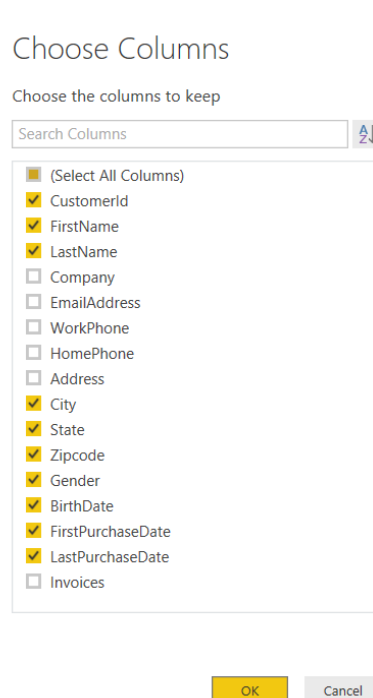 Choose Columns
Choose the columns to keep
Search Columns
A
Z
(Select All Columns)
CustomerId
FirstName
LastName
Company
EmailAddress
WorkPhone
HomePhone
Address
City
State
Zipcode
Gender
BirthDate
FirstPurchaseDate
LastPurchaseDate
Invoices
OK Cancel